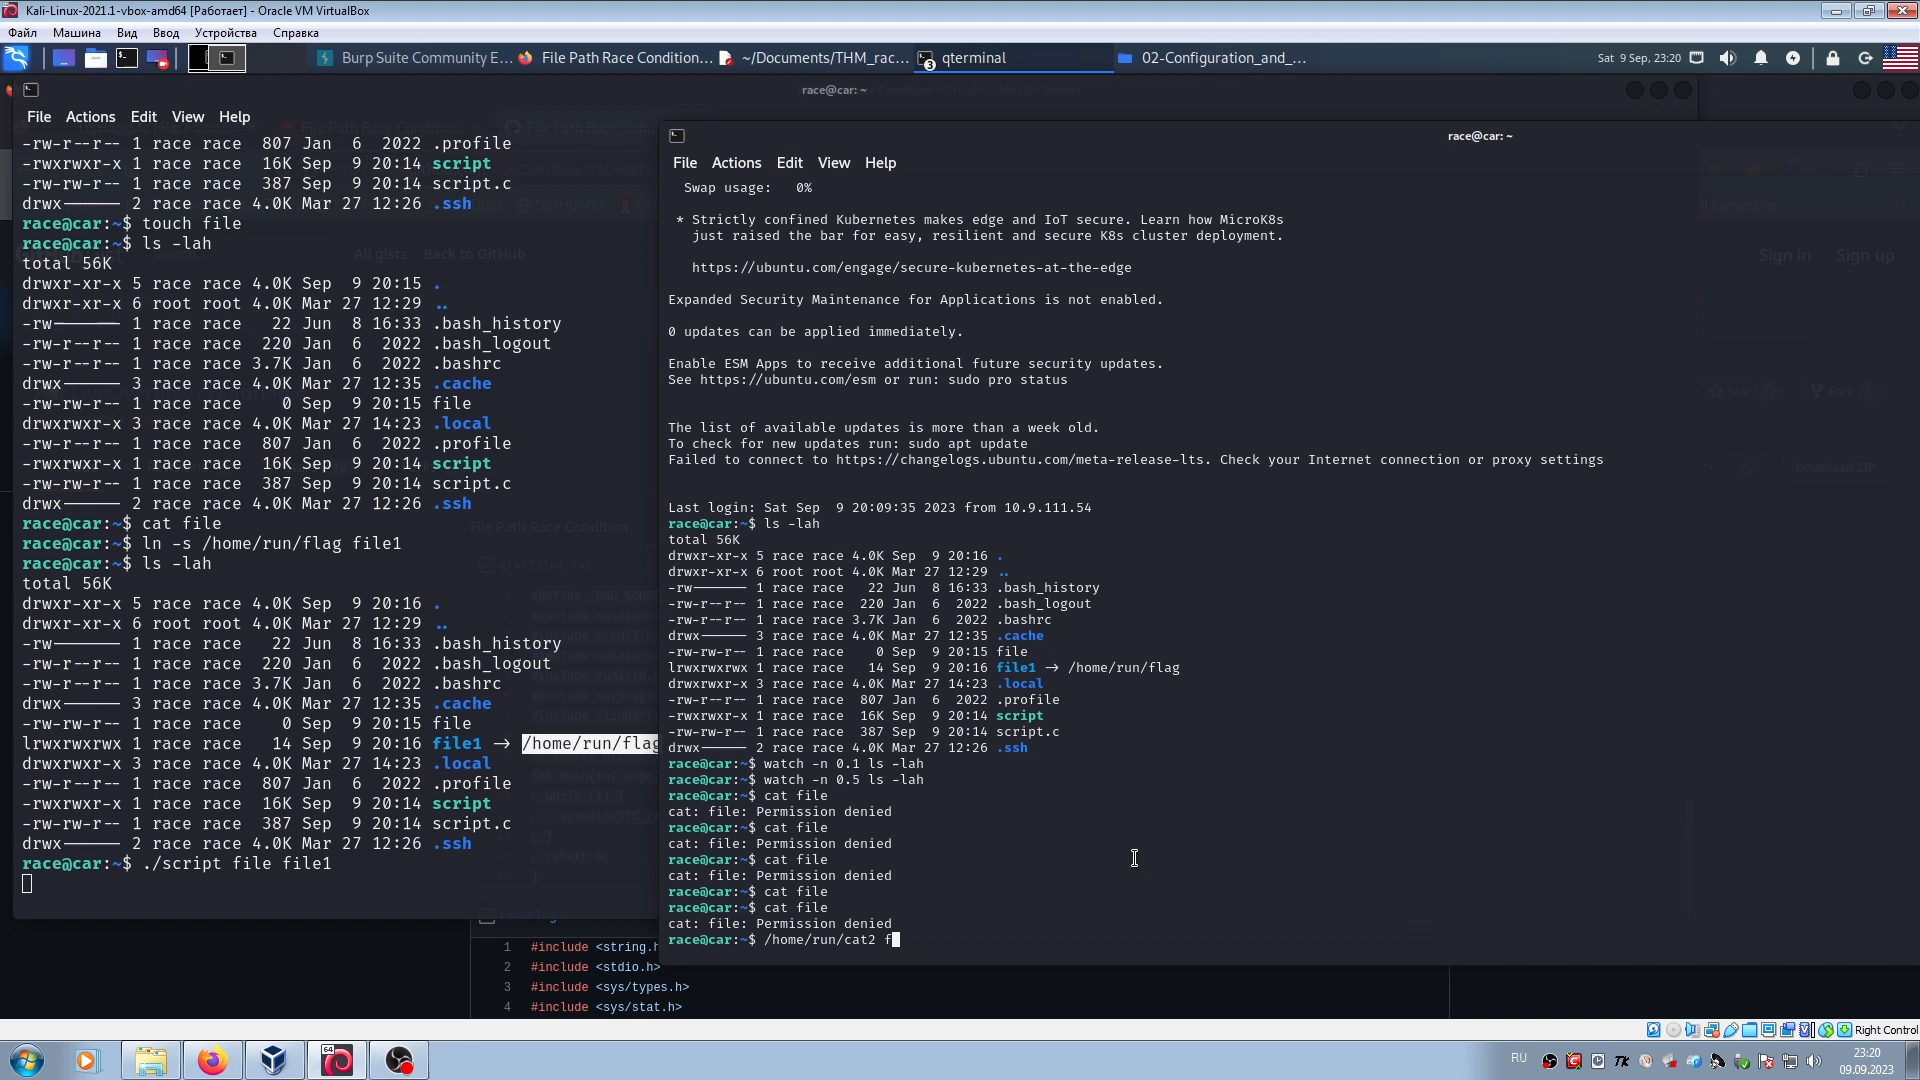 Kali-Linux-2021.1-vbox-amd64 [Работает] - Oracle VM VirtualBox
Файл Машина Вид Ввод Устройства Справка
Burp Suite Community E... File Path Race Condition... ~/Documents/THM_rac... 3 qterminal 02-Configuration_and_... Sat 9 Sep, 23:20
race@car: ~
File Actions Edit View Help
-rw-r--r-- 1 race race 807 Jan 6 2022 .profile
-rwxrwxr-x 1 race race 16K Sep 9 20:14 script
-rw-rw-r-- 1 race race 387 Sep 9 20:14 script.c
drwx------ 2 race race 4.0K Mar 27 12:26 .ssh
race@car:~$ touch file
race@car:~$ ls -lah
total 56K
drwxr-xr-x 5 race race 4.0K Sep 9 20:15 .
drwxr-xr-x 6 root root 4.0K Mar 27 12:29 ..
-rw------- 1 race race 22 Jun 8 16:33 .bash_history
-rw-r--r-- 1 race race 220 Jan 6 2022 .bash_logout
-rw-r--r-- 1 race race 3.7K Jan 6 2022 .bashrc
drwx------ 3 race race 4.0K Mar 27 12:35 .cache
-rw-rw-r-- 1 race race 0 Sep 9 20:15 file
drwxrwxr-x 3 race race 4.0K Mar 27 14:23 .local
-rw-r--r-- 1 race race 807 Jan 6 2022 .profile
-rwxrwxr-x 1 race race 16K Sep 9 20:14 script
-rw-rw-r-- 1 race race 387 Sep 9 20:14 script.c
drwx------ 2 race race 4.0K Mar 27 12:26 .ssh
race@car:~$ cat file
race@car:~$ ln -s /home/run/flag file1
race@car:~$ ls -lah
total 56K
drwxr-xr-x 5 race race 4.0K Sep 9 20:16 .
drwxr-xr-x 6 root root 4.0K Mar 27 12:29 ..
-rw------- 1 race race 22 Jun 8 16:33 .bash_history
-rw-r--r-- 1 race race 220 Jan 6 2022 .bash_logout
-rw-r--r-- 1 race race 3.7K Jan 6 2022 .bashrc
drwx------ 3 race race 4.0K Mar 27 12:35 .cache
-rw-rw-r-- 1 race race 0 Sep 9 20:15 file
lrwxrwxrwx 1 race race 14 Sep 9 20:16 file1 → /home/run/flag
drwxrwxr-x 3 race race 4.0K Mar 27 14:23 .local
-rw-r--r-- 1 race race 807 Jan 6 2022 .profile
-rwxrwxr-x 1 race race 16K Sep 9 20:14 script
-rw-rw-r-- 1 race race 387 Sep 9 20:14 script.c
drwx------ 2 race race 4.0K Mar 27 12:26 .ssh
race@car:~$ ./script file file1
race@car: ~
File Actions Edit View Help
Swap usage: 0%
* Strictly confined Kubernetes makes edge and IoT secure. Learn how MicroK8s
just raised the bar for easy, resilient and secure K8s cluster deployment.
https://ubuntu.com/engage/secure-kubernetes-at-the-edge
Expanded Security Maintenance for Applications is not enabled.
0 updates can be applied immediately.
Enable ESM Apps to receive additional future security updates.
See https://ubuntu.com/esm or run: sudo pro status
The list of available updates is more than a week old.
To check for new updates run: sudo apt update
Failed to connect to https://changelogs.ubuntu.com/meta-release-lts. Check your Internet connection or proxy settings
Last login: Sat Sep 9 20:09:35 2023 from 10.9.111.54
race@car:~$ ls -lah
total 56K
drwxr-xr-x 5 race race 4.0K Sep 9 20:16 .
drwxr-xr-x 6 root root 4.0K Mar 27 12:29 ..
-rw------- 1 race race 22 Jun 8 16:33 .bash_history
-rw-r--r-- 1 race race 220 Jan 6 2022 .bash_logout
-rw-r--r-- 1 race race 3.7K Jan 6 2022 .bashrc
drwx------ 3 race race 4.0K Mar 27 12:35 .cache
-rw-rw-r-- 1 race race 0 Sep 9 20:15 file
lrwxrwxrwx 1 race race 14 Sep 9 20:16 file1 → /home/run/flag
drwxrwxr-x 3 race race 4.0K Mar 27 14:23 .local
-rw-r--r-- 1 race race 807 Jan 6 2022 .profile
-rwxrwxr-x 1 race race 16K Sep 9 20:14 script
-rw-rw-r-- 1 race race 387 Sep 9 20:14 script.c
drwx------ 2 race race 4.0K Mar 27 12:26 .ssh
race@car:~$ watch -n 0.1 ls -lah
race@car:~$ watch -n 0.5 ls -lah
race@car:~$ cat file
cat: file: Permission denied
race@car:~$ cat file
cat: file: Permission denied
race@car:~$ cat file
cat: file: Permission denied
race@car:~$ cat file
race@car:~$ cat file
cat: file: Permission denied
race@car:~$ /home/run/cat2 f
All gists Back to GitHub
Sign in Sign up
File Path Race Condition
Download ZIP
1 #include <string.h
2 #include <stdio.h>
3 #include <sys/types.h>
4 #include <sys/stat.h>
Right Control
64
RU
23:20
09.09.2023